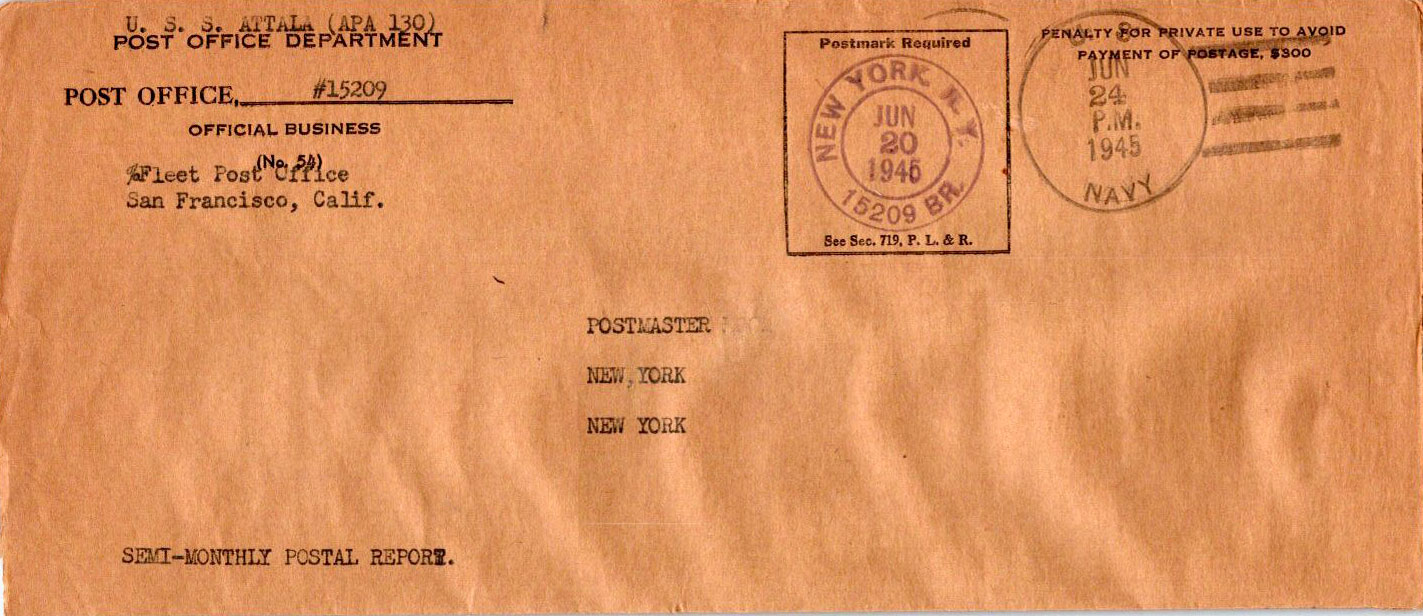 U. S. S. ATTALA (APA 130)
POST OFFICE DEPARTMENT
POST OFFICE, #15209
OFFICIAL BUSINESS
(No. 54)
%Fleet Post Office
San Francisco, Calif.
Postmark Required
NEW YORK N. Y.
JUN
20
1945
15209 BR.
See Sec. 719, P. L. & R.
PENALTY FOR PRIVATE USE TO AVOID
PAYMENT OF POSTAGE, $300
U S
JUN
24
P.M.
1945
NAVY
POSTMASTER
NEW,YORK
NEW YORK
SEMI-MONTHLY POSTAL REPORT.